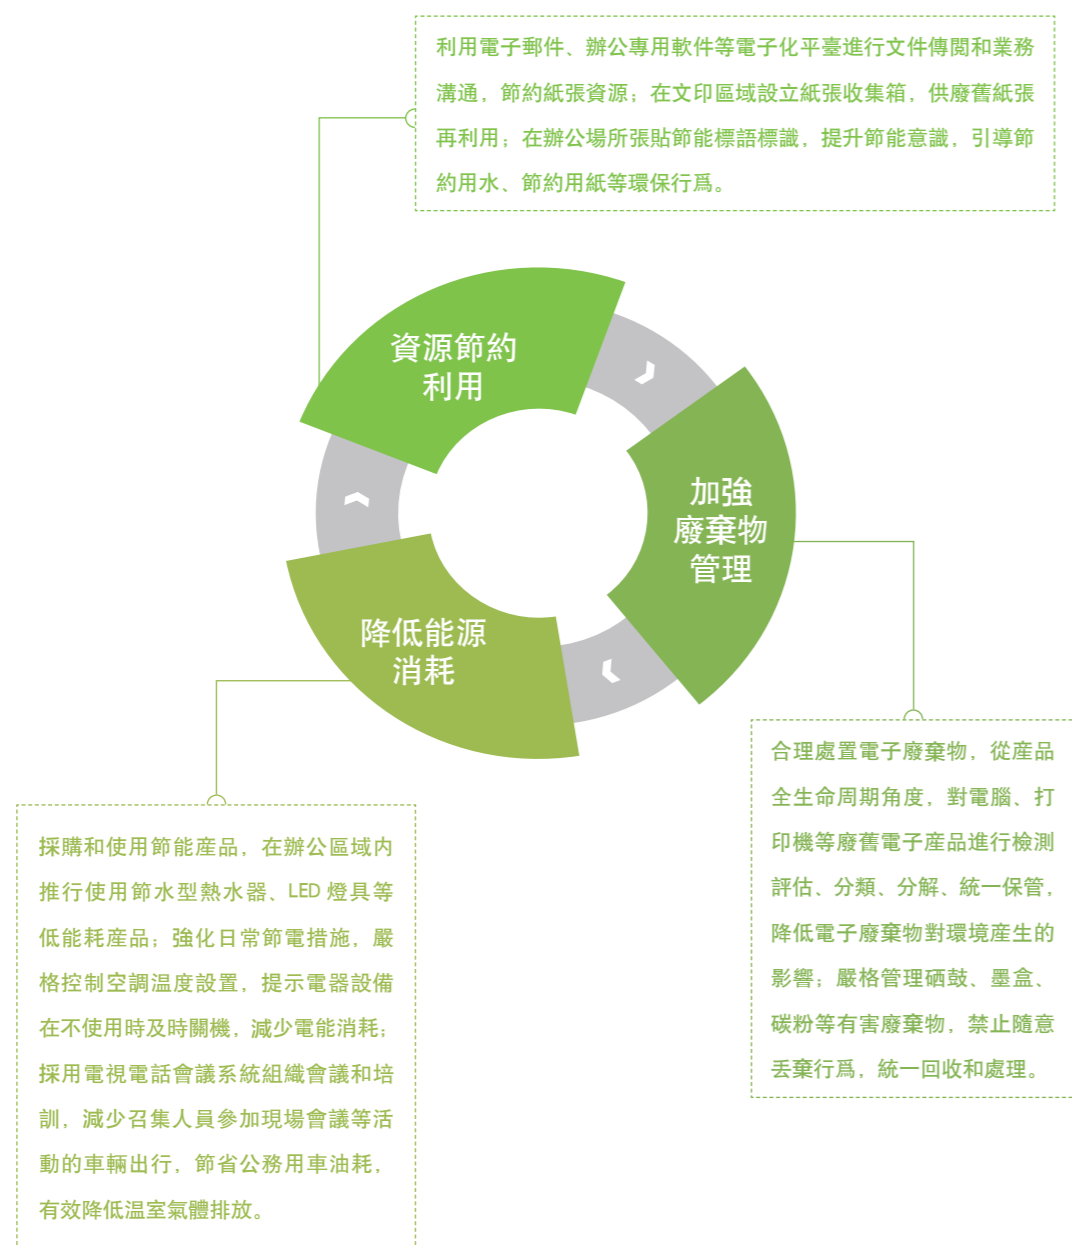 利用電子郵件、辦公專用軟件等電子化平臺進行文件傳閱和業務
溝通，節約紙張資源；在文印區域設立紙張收集箱，供廢舊紙張
再利用；在辦公場所張貼節能標語標識，提升節能意識，引導節
約用水、節約用紙等環保行爲。
資源節約
利用
加強
廢棄物
管理
降低能源
消耗
合理處置電子廢棄物，從産品
全生命周期角度，對電腦、打
印機等廢舊電子産品進行檢測
評估、分類、分解、統一保管，
降低電子廢棄物對環境産生的
影響；嚴格管理硒鼓、墨盒、
碳粉等有害廢棄物，禁止隨意
丟棄行爲，統一回收和處理。
採購和使用節能産品，在辦公區域内
推行使用節水型熱水器、LED 燈具等
低能耗産品；強化日常節電措施，嚴
格控制空調温度設置，提示電器設備
在不使用時及時關機，減少電能消耗；
採用電視電話會議系統組織會議和培
訓，減少召集人員參加現場會議等活
動的車輛出行，節省公務用車油耗，
有效降低温室氣體排放。